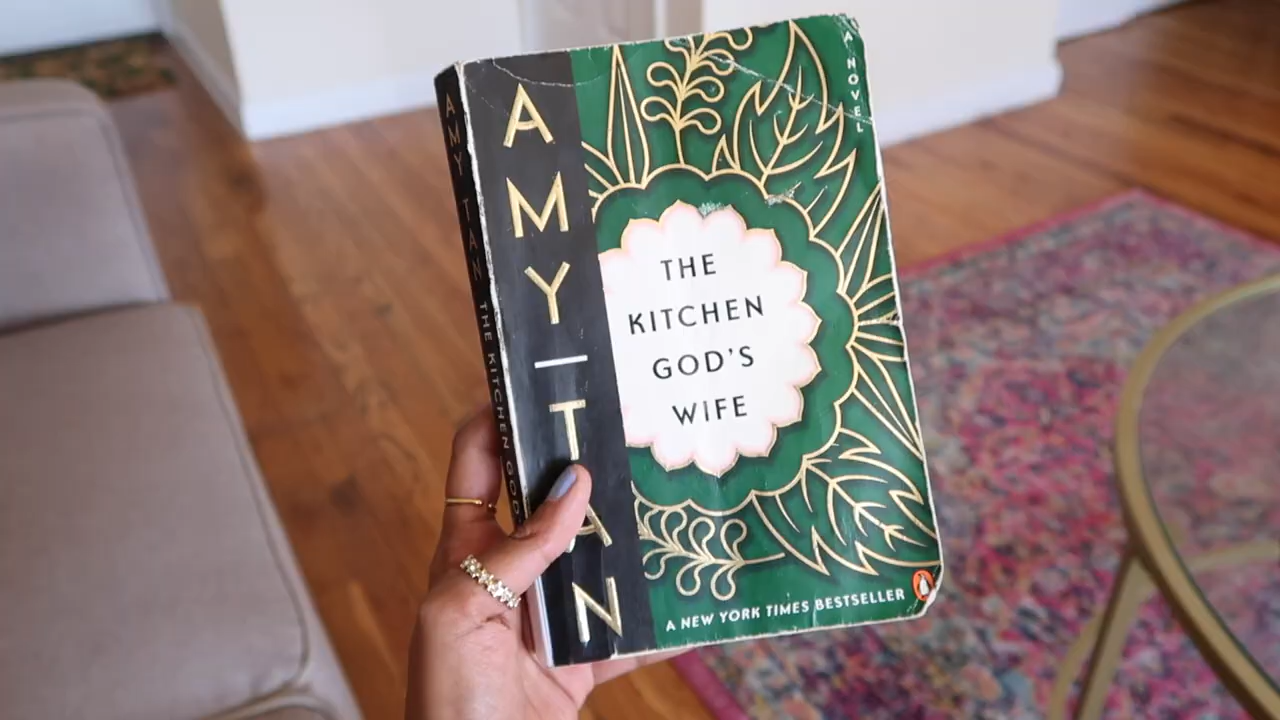 AMY TAN THE KITCHEN GOD
AMY
TAN
A NOVEL
THE
KITCHEN
GOD'S
WIFE
A NEW YORK TIMES BESTSELLER